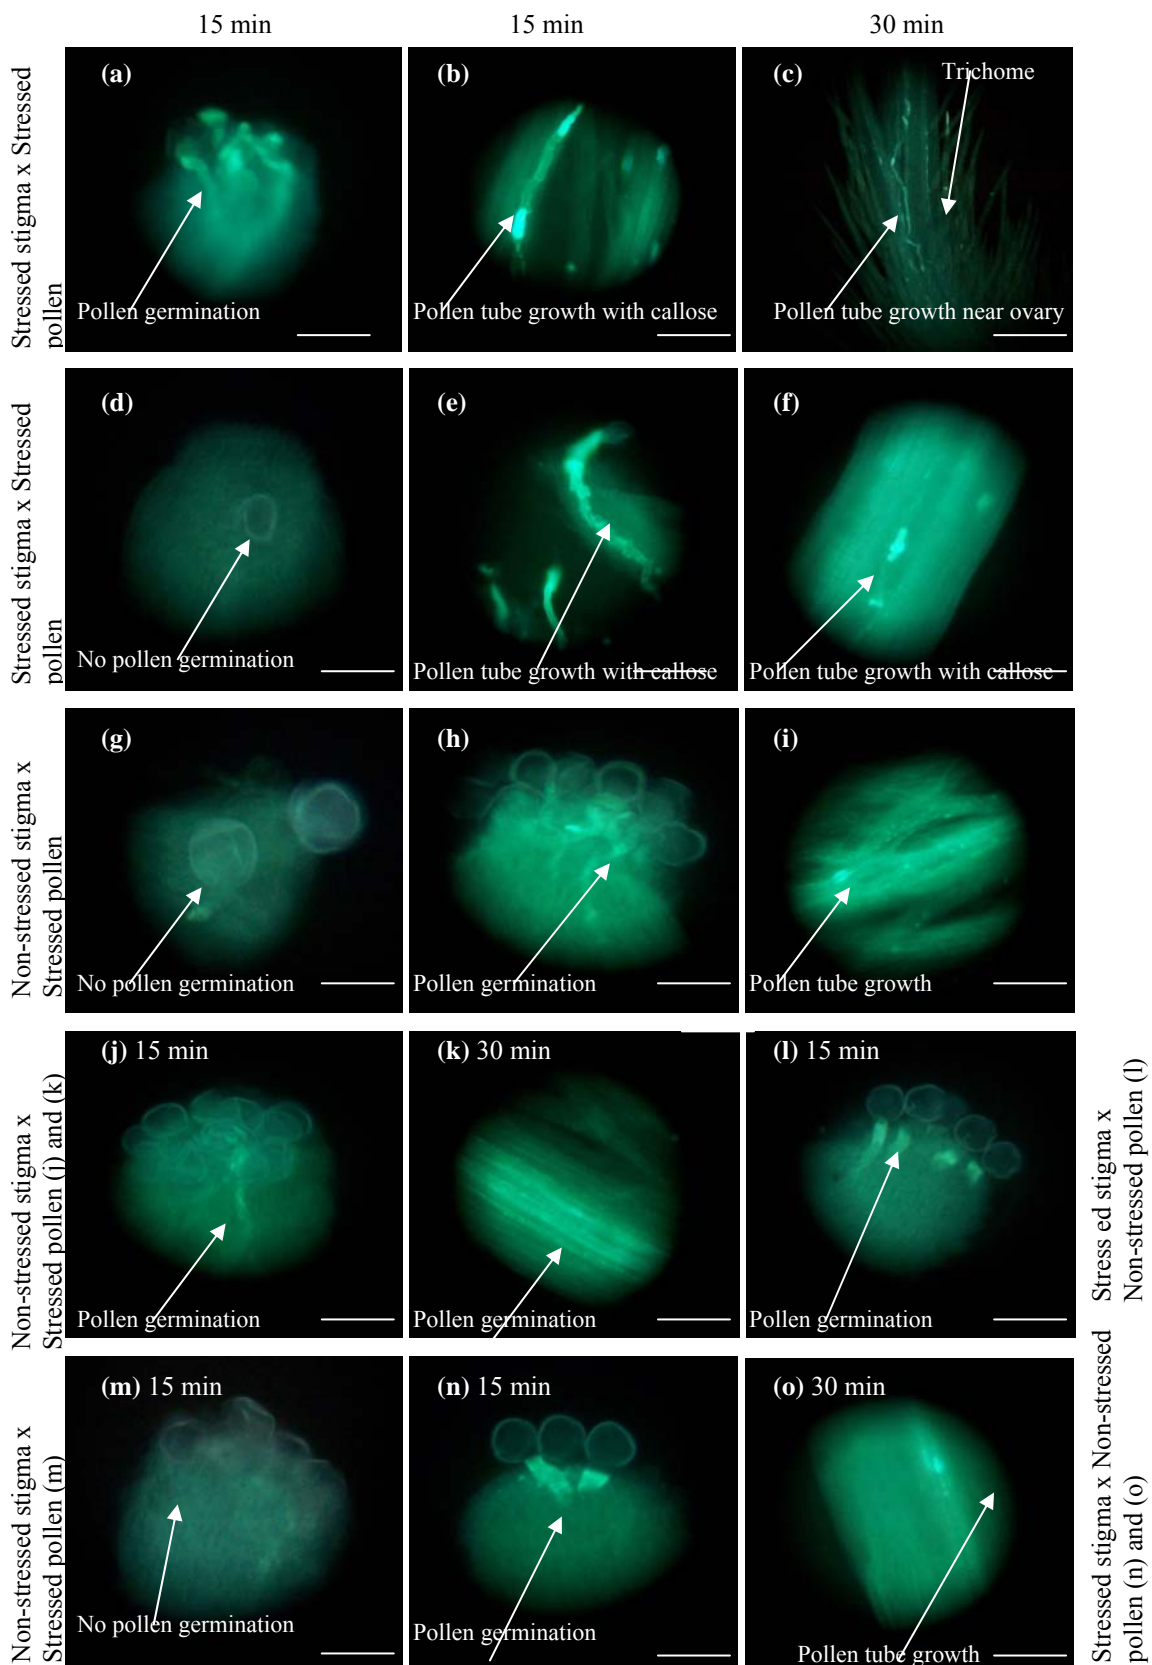 15 min
15 min
30 min
Stressed stigma x Stressed
pollen
(a)
Pollen germination
(b)
Pollen tube growth with callose
(c)
Trichome
Pollen tube growth near ovary
Stressed stigma x Stressed
pollen
(d)
No pollen germination
(e)
Pollen tube growth with callose
(f)
Pollen tube growth with callose
Non-stressed stigma x
Stressed pollen
(g)
No pollen germination
(h)
Pollen germination
(i)
Pollen tube growth
Non-stressed stigma x
Stressed pollen (j) and (k)
(j) 15 min
Pollen germination
(k) 30 min
Pollen germination
(l) 15 min
Pollen germination
Stress ed stigma x
Non-stressed pollen (l)
Non-stressed stigma x
Stressed pollen (m)
(m) 15 min
No pollen germination
(n) 15 min
Pollen germination
(o) 30 min
Pollen tube growth
Stressed stigma x Non-stressed
pollen (n) and (o)